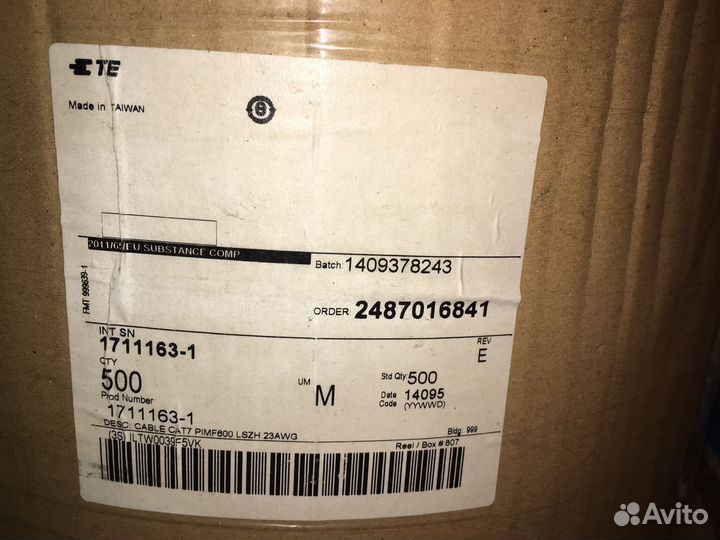 TE
Made in TAIWAN
2011/65/EU SUBSTANCE COMP
Batch: 1409378243
FMT 999639-1
ORDER: 2487016841
INT SN
1711163-1
REV
E
QTY
500
UM
M
Std Qty: 500
Date Code 14095
(YYWWD)
Prod Number
1711163-1
DESC: CABLE CAT7 PIMF600 LSZH 23AWG
Bldg: 999
(3S) ILTW0039F5VK
Reel / Box # 807
Avito